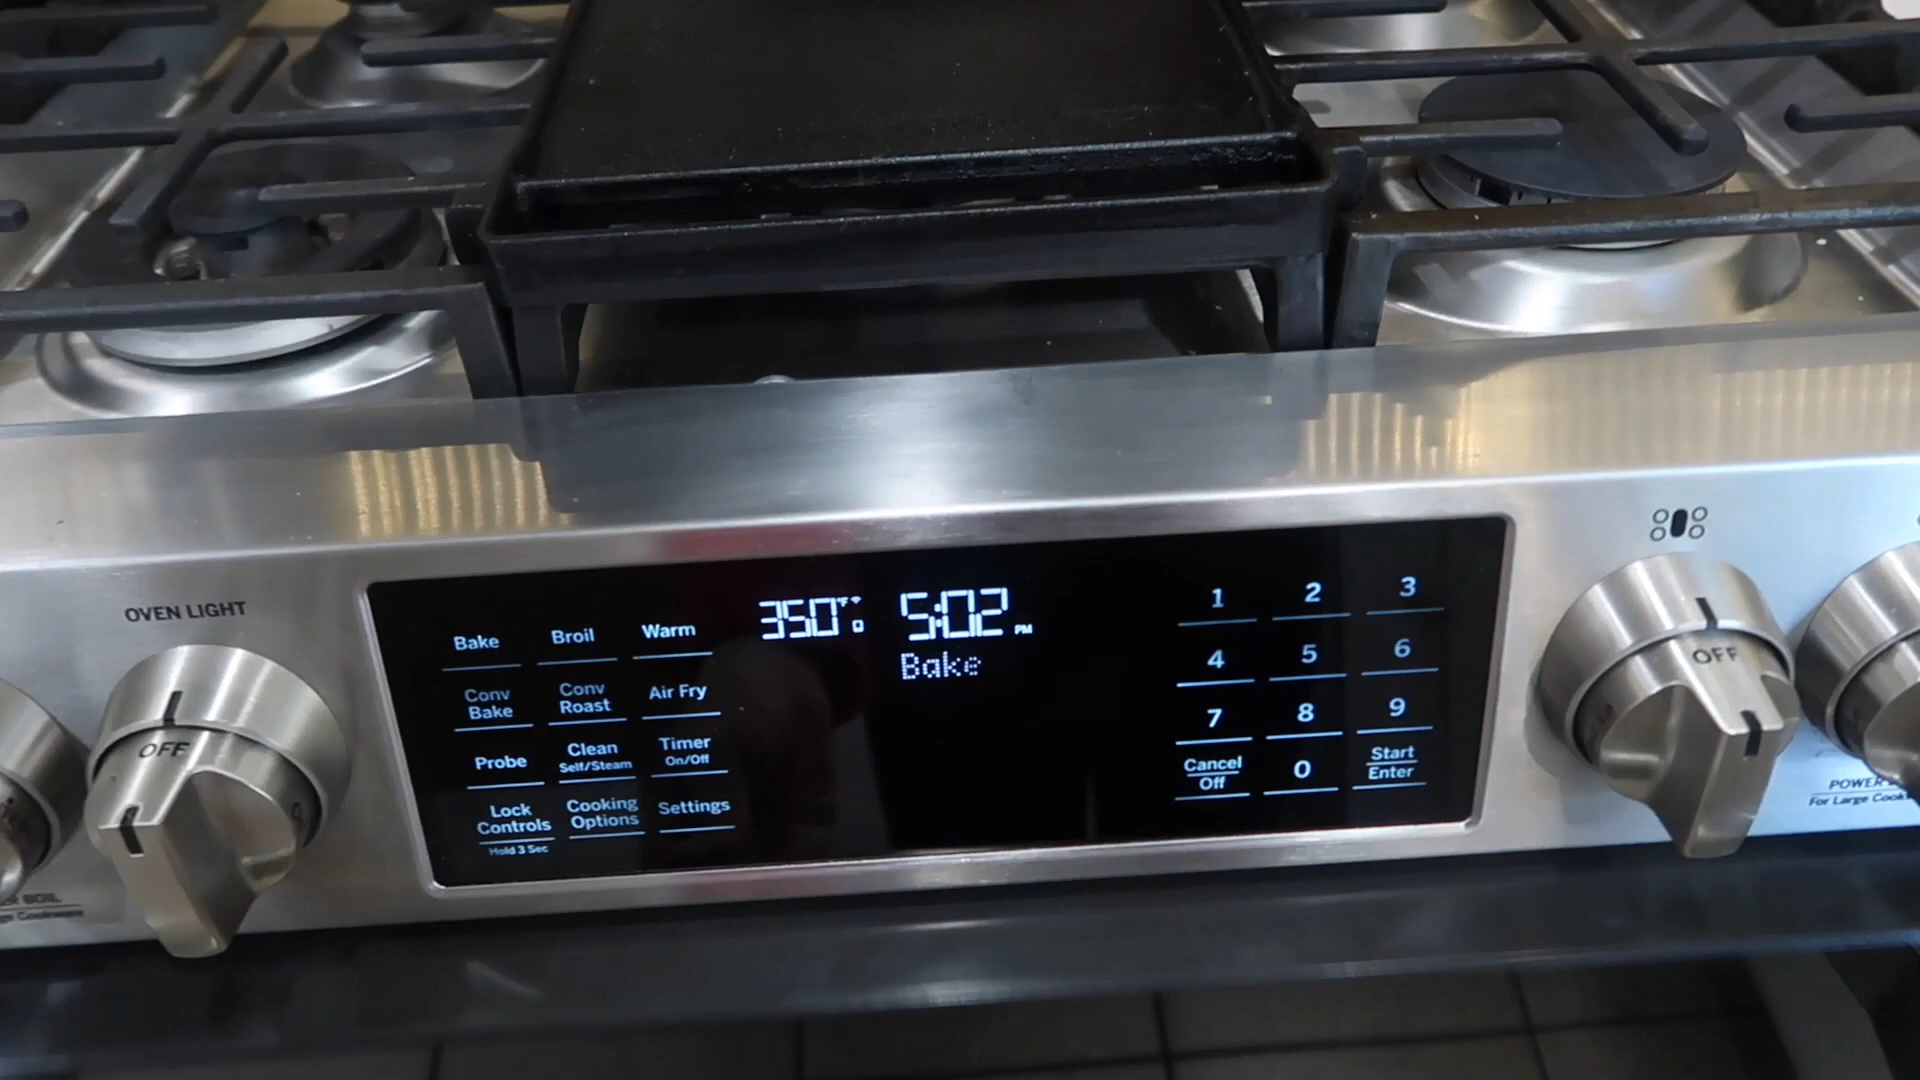 OVEN LIGHT
OFF
Bake Broil Warm
Conv Bake Conv Roast Air Fry
Probe Clean Self/Steam Timer On/Off
Lock Controls Cooking Options Settings
Hold 3 Sec
350°F 5:02 PM
Bake
1 2 3
4 5 6
7 8 9
Cancel Off 0 Start Enter
OFF
POWER
For Large
BOIL
Cookware